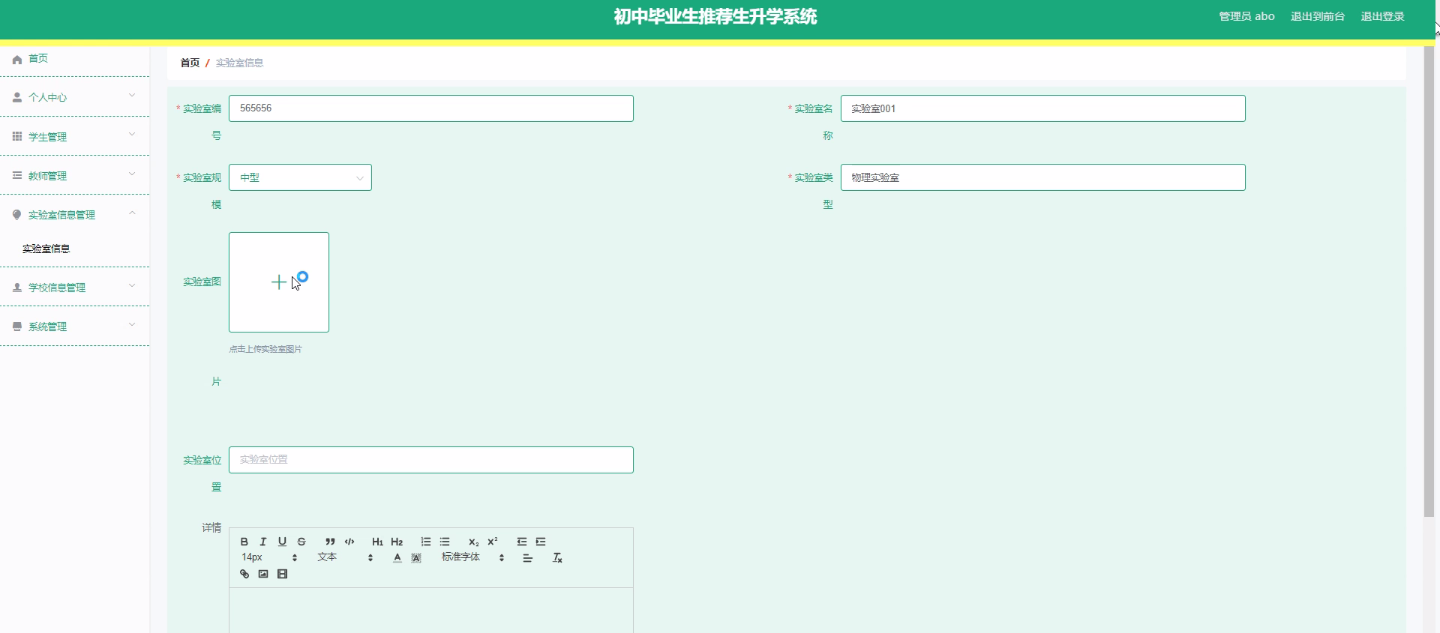 初中毕业生推荐生升学系统
管理员 abo 退出到前台 退出登录
首页
个人中心
学生管理
教师管理
实验室信息管理
实验室信息
学校信息管理
系统管理
首页 / 实验室信息
* 实验室编号 565656
* 实验室名称 实验室001
* 实验室规模 中型
* 实验室类型 物理实验室
实验室图片
点击上传实验室图片
实验室位置 实验室位置
详情
B I U S H1 H2 X2 X2
14px 文本 A A 标准字体 Tx